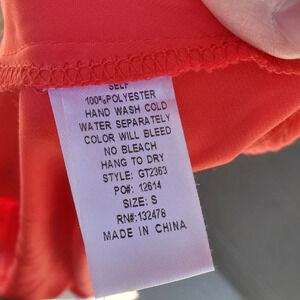 SELF
100%POLYESTER
HAND WASH COLD
WATER SEPARATELY
COLOR WILL BLEED
NO BLEACH
HANG TO DRY
STYLE: GT2363
PO#: 12614
SIZE: S
RN#:132478
MADE IN CHINA